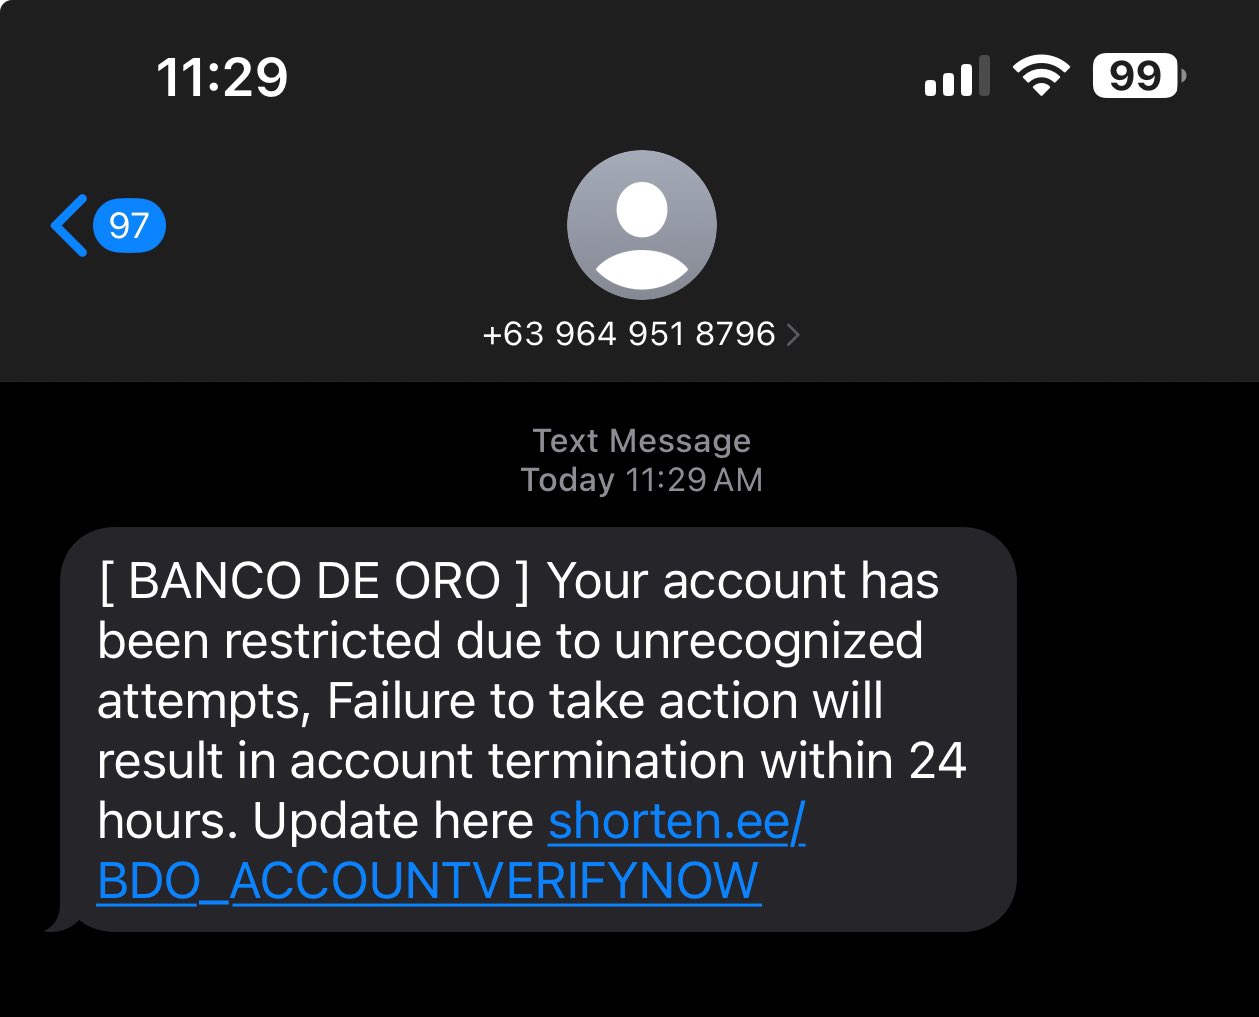 11:29
99
97
+63 964 951 8796
Text Message
Today 11:29 AM
[ BANCO DE ORO ] Your account has
been restricted due to unrecognized
attempts, Failure to take action will
result in account termination within 24
hours. Update here shorten.ee/
BDO_ACCOUNTVERIFYNOW